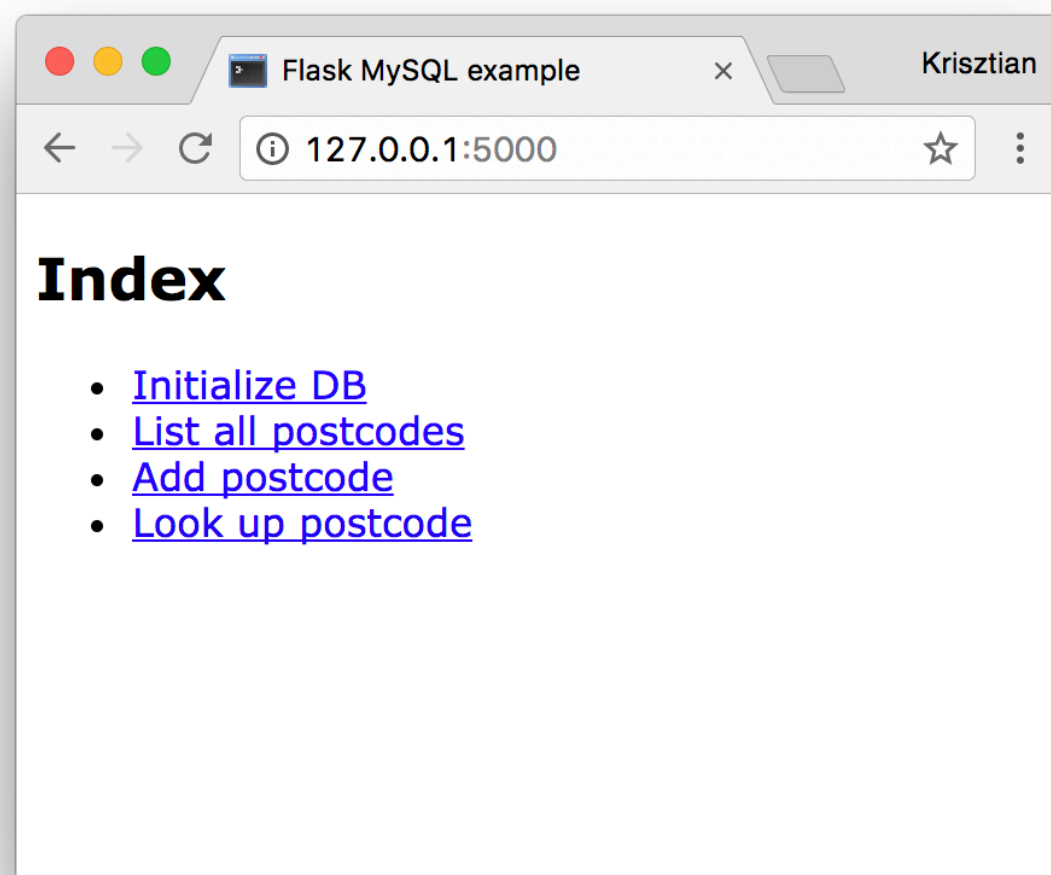 Flask MySQL example
Krisztian
127.0.0.1:5000
Index
Initialize DB
List all postcodes
Add postcode
Look up postcode